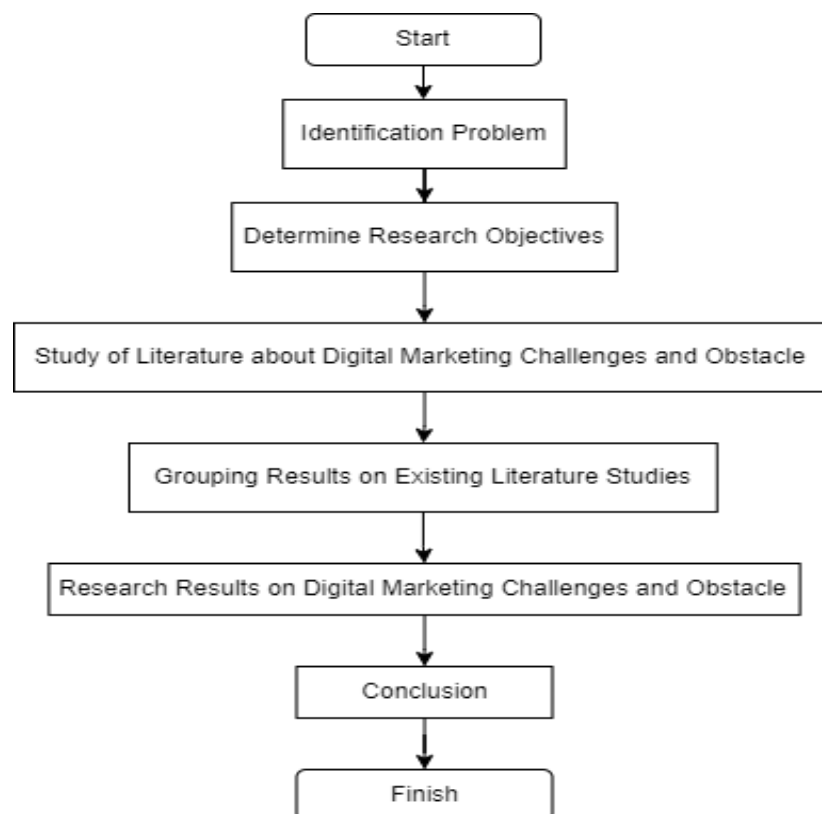 Start
Identification Problem
Determine Research Objectives
Study of Literature about Digital Marketing Challenges and Obstacle
Grouping Results on Existing Literature Studies
Research Results on Digital Marketing Challenges and Obstacle
Conclusion
Finish